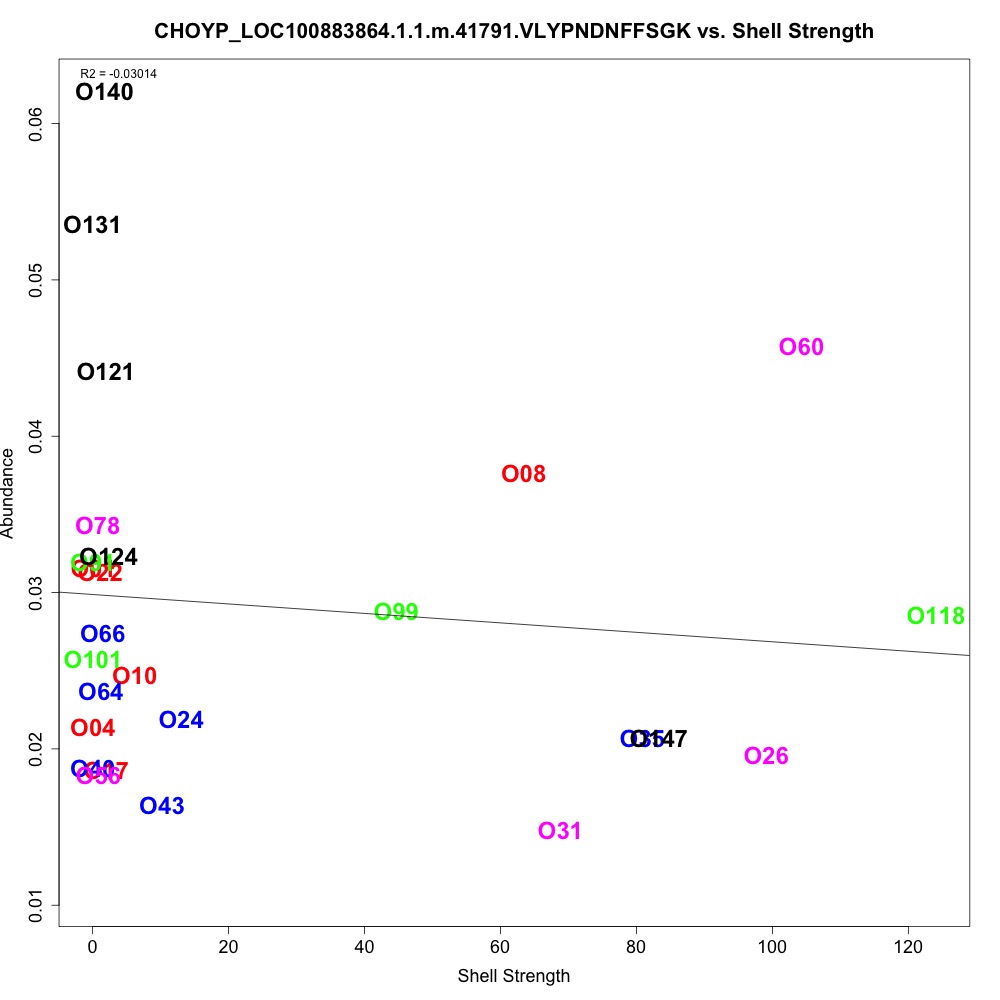 CHOYP_LOC100883864.1.1.m.41791.VLYPNDNFFSGK vs. Shell Strength
R2 = -0.03014
O140
0.06
O131
0.05
O60
O121
0.04
O08
Abundance
O78
O124
O22
0.03
O99
O118
O66
O101
O10
O64
O24
O04
O147
0.02
O26
O40
O56
O43
O31
0.01
0 20 40 60 80 100 120
Shell Strength